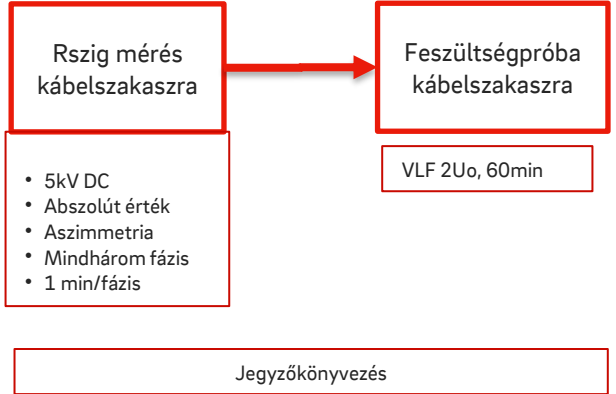 Rszig mérés
kábelszakaszra
Feszültségpróba
kábelszakaszra
• 5kV DC
• Abszolút érték
• Aszimmetria
• Mindhárom fázis
• 1 min/fázis
VLF 2Uo, 60min
Jegyzőkönyvezés